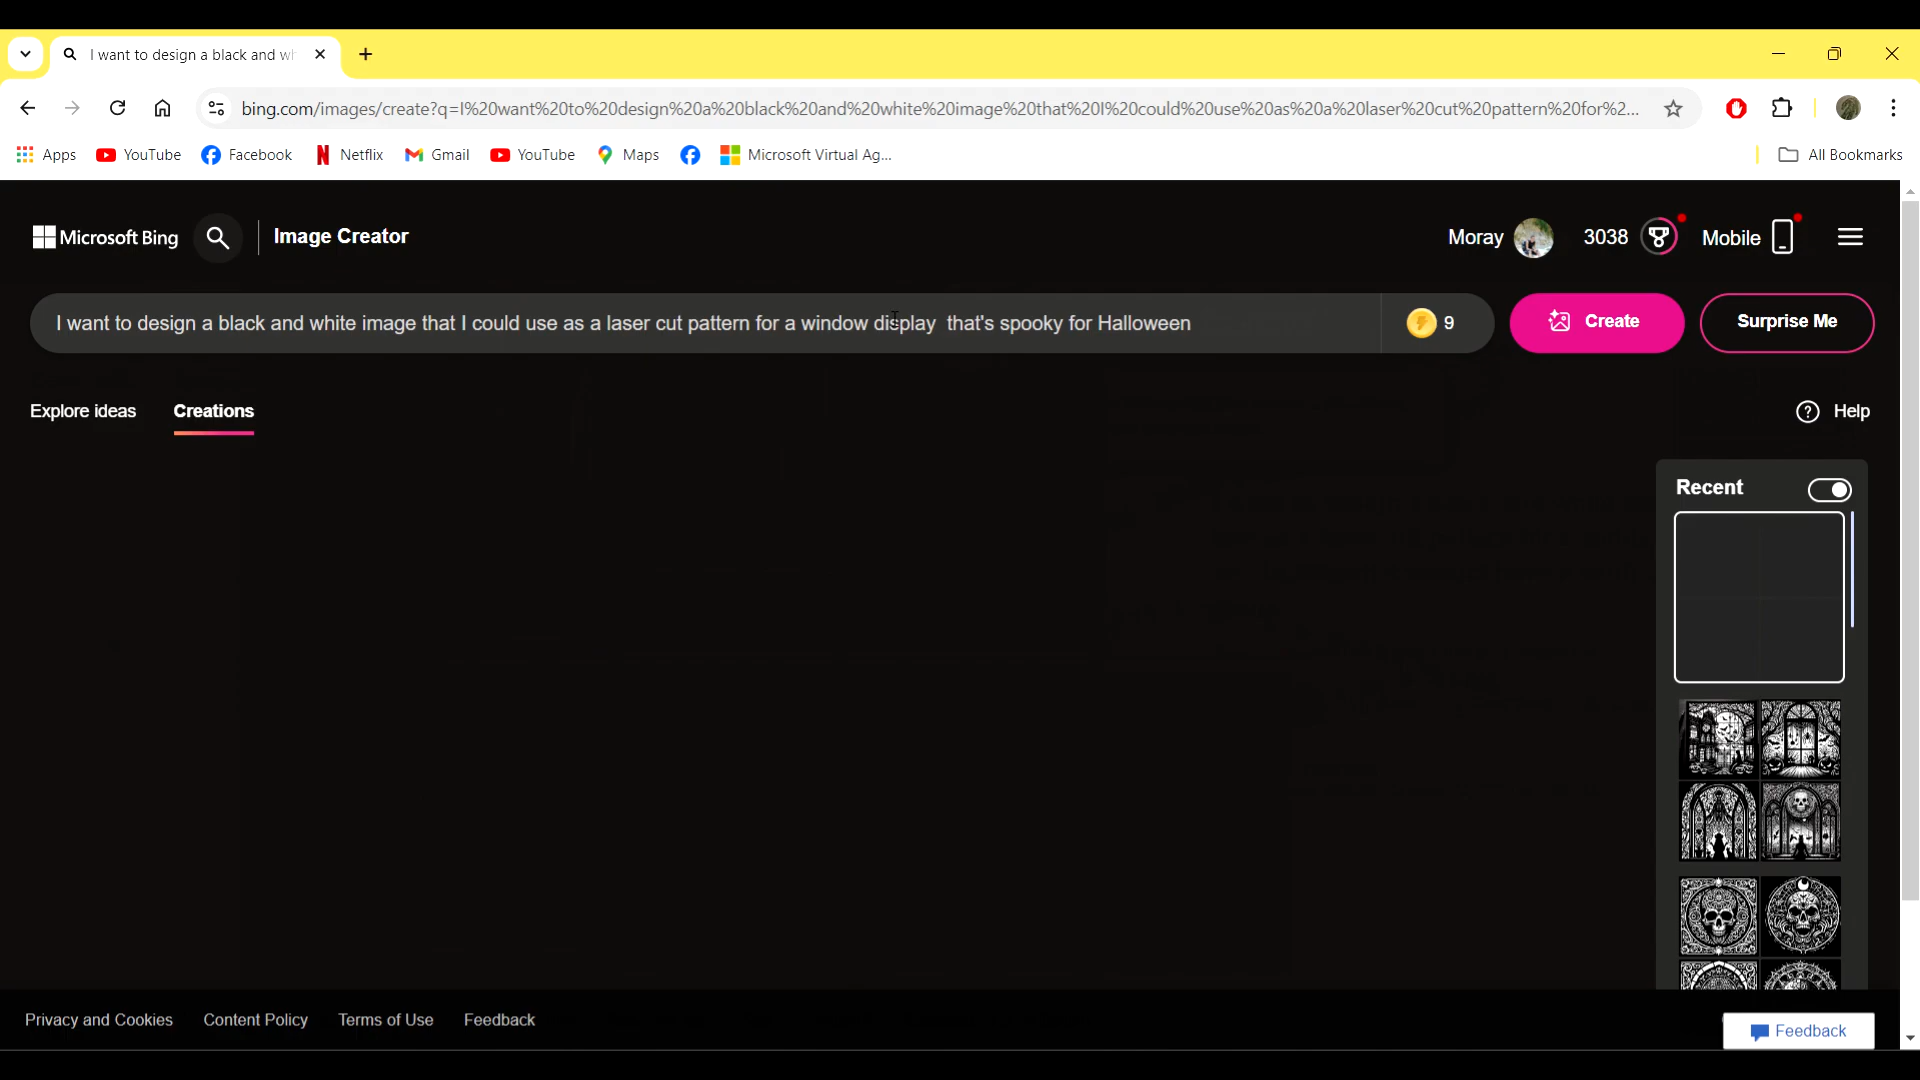 I want to design a black and wh
bing.com/images/create?q=I%20want%20to%20design%20a%20black%20and%20white%20image%20that%20I%20could%20use%20as%20a%20laser%20cut%20pattern%20for%2...
Apps YouTube Facebook Netflix Gmail YouTube Maps Microsoft Virtual Ag... All Bookmarks
Microsoft Bing Image Creator Moray 3038 Mobile
I want to design a black and white image that I could use as a laser cut pattern for a window display that's spooky for Halloween 9 Create Surprise Me
Explore ideas Creations Help
Recent
Privacy and Cookies Content Policy Terms of Use Feedback
Feedback